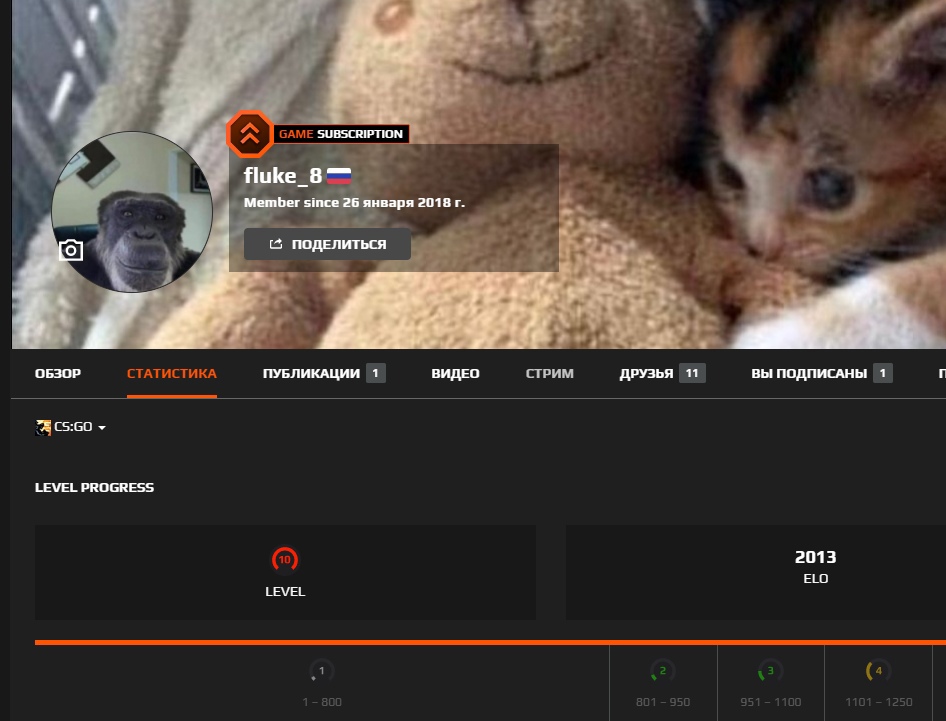 GAME SUBSCRIPTION
fluke_8
Member since 26 января 2018 г.
ПОДЕЛИТЬСЯ
ОБЗОР СТАТИСТИКА ПУБЛИКАЦИИ 1 ВИДЕО СТРИМ ДРУЗЬЯ 11 ВЫ ПОДПИСАНЫ 1
CS:GO
LEVEL PROGRESS
10 2013
LEVEL ELO
1 2 3 4
1 – 800 801 – 950 951 – 1100 1101 – 1250